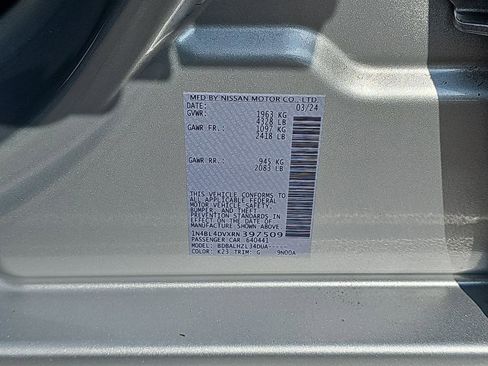 MFD BY NISSAN MOTOR CO., LTD.
DATE: 03/24
GVWR: 1963 KG
4328 LB
GAWR FR.: 1097 KG
2418 LB
GAWR RR.: 945 KG
2083 LB
THIS VEHICLE CONFORMS TO
ALL APPLICABLE FEDERAL
MOTOR VEHICLE SAFETY,
BUMPER, AND THEFT
PREVENTION STANDARDS
IN EFFECT ON THE DATE OF
MANUFACTURE SHOWN ABOVE.
1N4BL4DVXRN397509
PASSENGER CAR 640441
MODEL: BDBALHZL34DUA-----
COLOR: K23 TRIM: G 9N00A